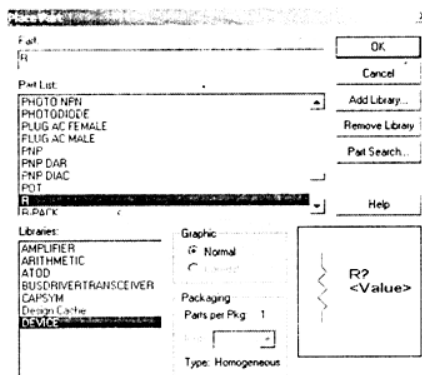 Part:
R
OK
Cancel
Add Library...
Remove Library
Part Search...
Help
Part List:
PHOTO NPN
PHOTODIODE
PLUG AC FEMALE
PLUG AC MALE
PNP
PNP DAR
PNP DIAC
POT
R
R-PACK
Libraries:
AMPLIFIER
ARITHMETIC
ATOD
BUSDRIVERTRANSCEIVER
CAPSYM
Design Cache
DEVICE
Graphic
Normal
Packaging
Parts per Pkg: 1
Type: Homogeneous
R?
<Value>